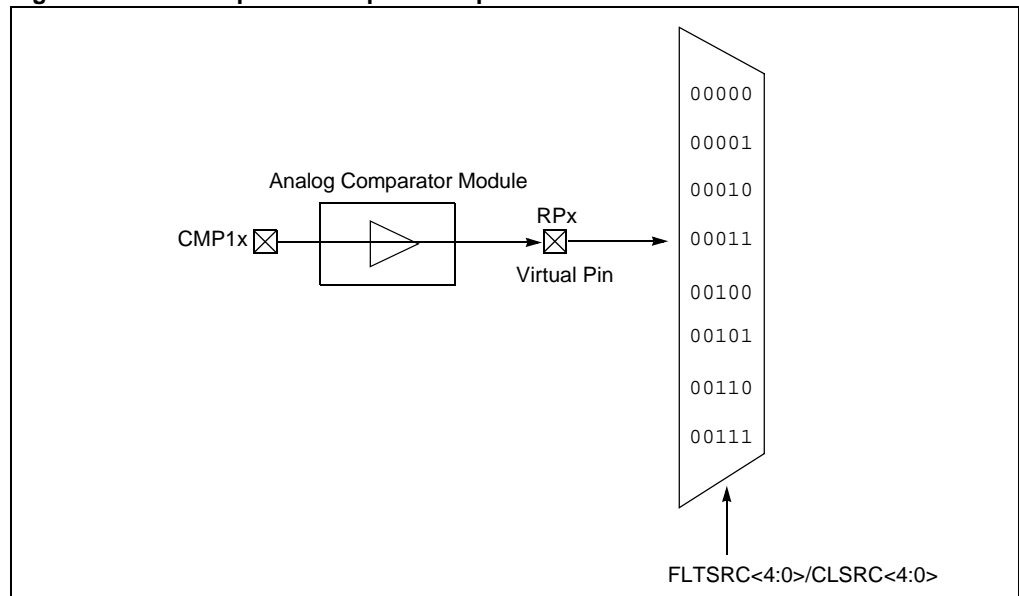 00000
00001
00010
00011
00100
00101
00110
00111
Analog Comparator Module
CMP1x
RPx
Virtual Pin
FLTSRC<4:0>/CLSRC<4:0>